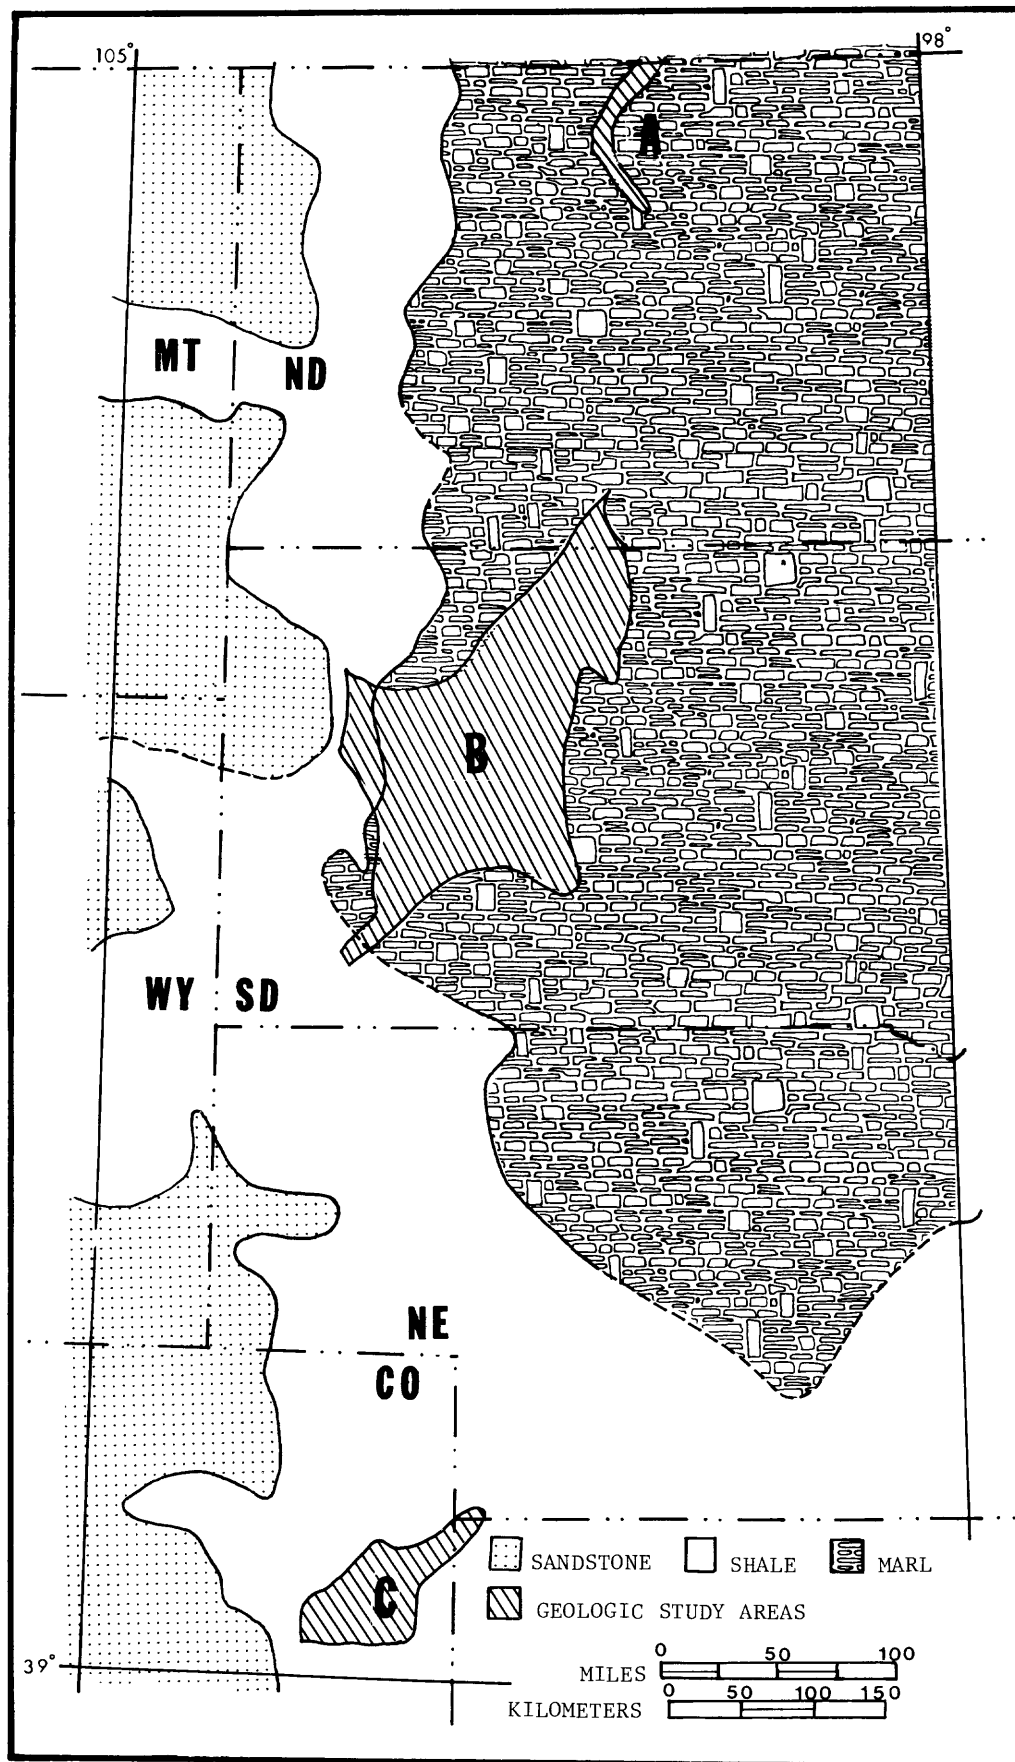 105° 98°
A
MT ND
B
WY SD
NE
CO
C
SANDSTONE SHALE MARL
GEOLOGIC STUDY AREAS
39°
0 50 100
MILES
0 50 100 150
KILOMETERS